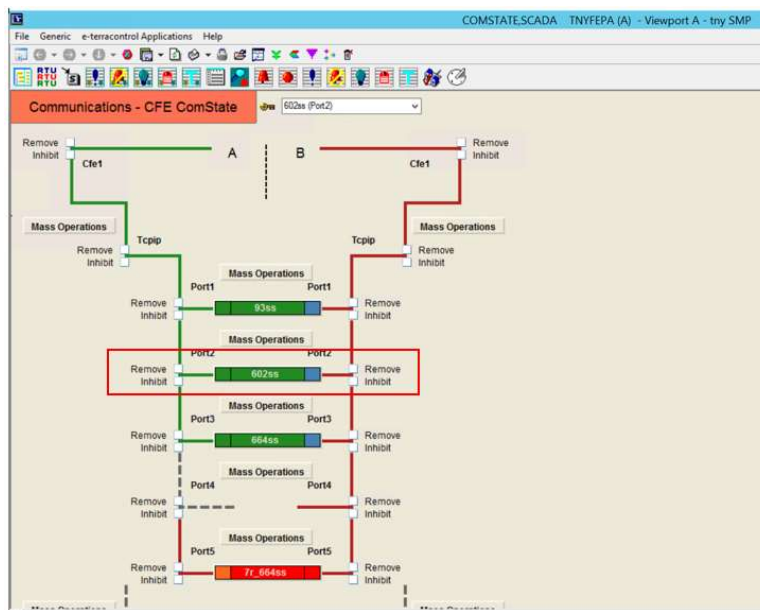 COMSTATE,SCADA TNYFEPA (A) - Viewport A - tny SMP
File Generic e-terracontrol Applications Help
RTU
RTU
RTU
Communications - CFE ComState
602ss (Port2)
Remove
Inhibit
Cfe1
A
B
Cfe1
Remove
Inhibit
Mass Operations
Mass Operations
Tcpip
Tcpip
Remove
Inhibit
Remove
Inhibit
Mass Operations
Port1 Port1
Remove
Inhibit
93ss
Remove
Inhibit
Mass Operations
Port2 Port2
Remove
Inhibit
602ss
Remove
Inhibit
Mass Operations
Port3 Port3
Remove
Inhibit
664ss
Remove
Inhibit
Mass Operations
Port4 Port4
Remove
Inhibit
Remove
Inhibit
Mass Operations
Port5 Port5
Remove
Inhibit
7r_664ss
Remove
Inhibit